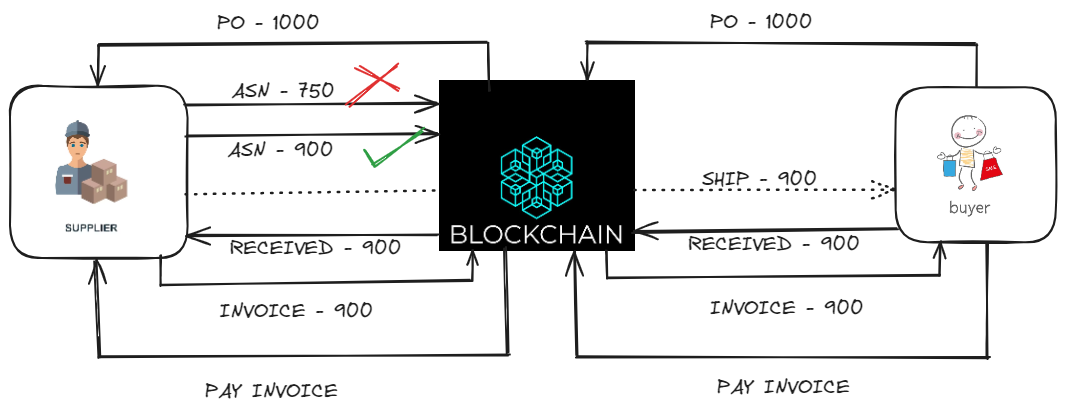 PO - 1000
PO - 1000
ASN - 750
ASN - 900
SHIP - 900
SUPPLIER
buyer
BLOCKCHAIN
RECEIVED - 900
RECEIVED - 900
INVOICE - 900
INVOICE - 900
PAY INVOICE
PAY INVOICE